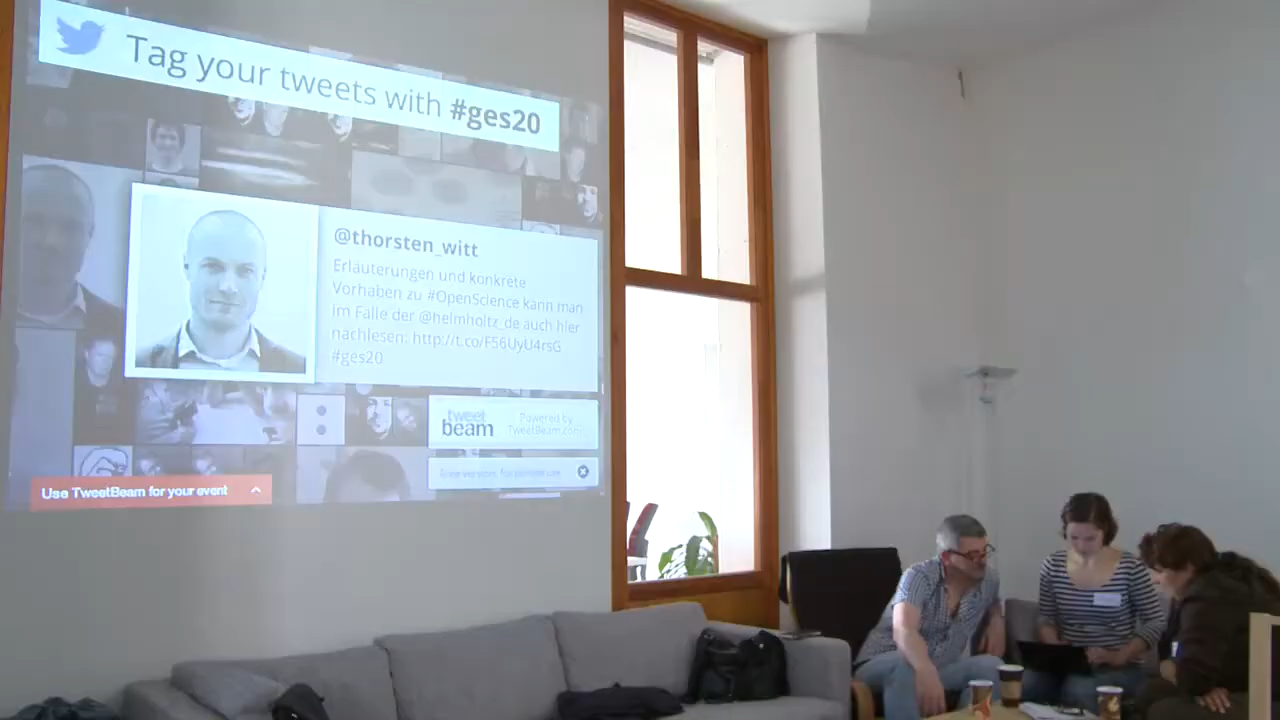 Tag your tweets with #ges20
@thorsten_witt
Erläuterungen und konkrete
Vorhaben zu #OpenScience kann man
im Falle der @helmholtz_de auch hier
nachlesen: http://t.co/F56UyU4rsG
#ges20
tweet
beam
Powered by
TweetBeam.com
Use TweetBeam for your event